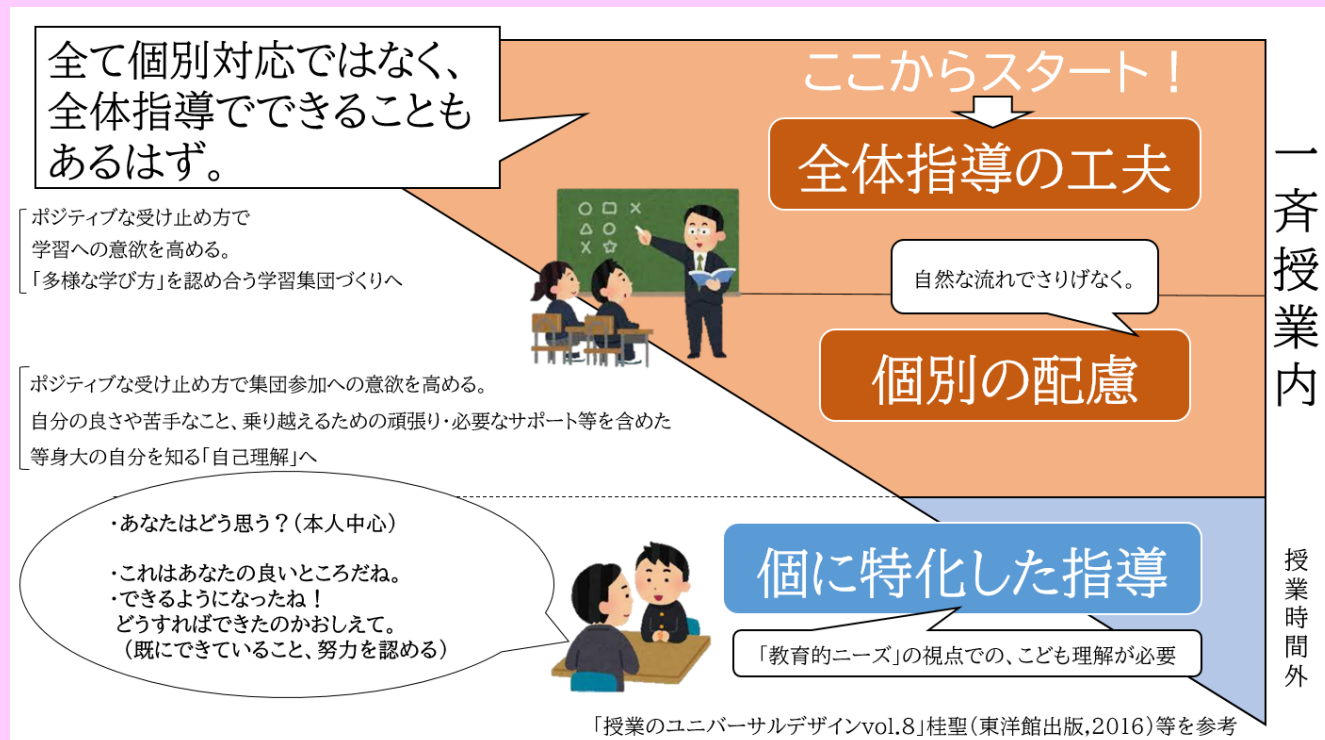 全て個別対応ではなく、
全体指導でできることも
あるはず。
ここからスタート！
全体指導の工夫
一斉授業内
ポジティブな受け止め方で
学習への意欲を高める。
「多様な学び方」を認め合う学習集団づくりへ
自然な流れでさりげなく。
個別の配慮
ポジティブな受け止め方で集団参加への意欲を高める。
自分の良さや苦手なこと、乗り越えるための頑張り・必要なサポート等を含めた
等身大の自分を知る「自己理解」へ
・あなたはどう思う？（本人中心）
・これはあなたの良いところだね。
・できるようになったね！
どうすればできたのかおしえて。
（既にできていること、努力を認める）
個に特化した指導
「教育的ニーズ」の視点での、こども理解が必要
授業時間外
「授業のユニバーサルデザインvol.8」桂聖（東洋館出版,2016）等を参考